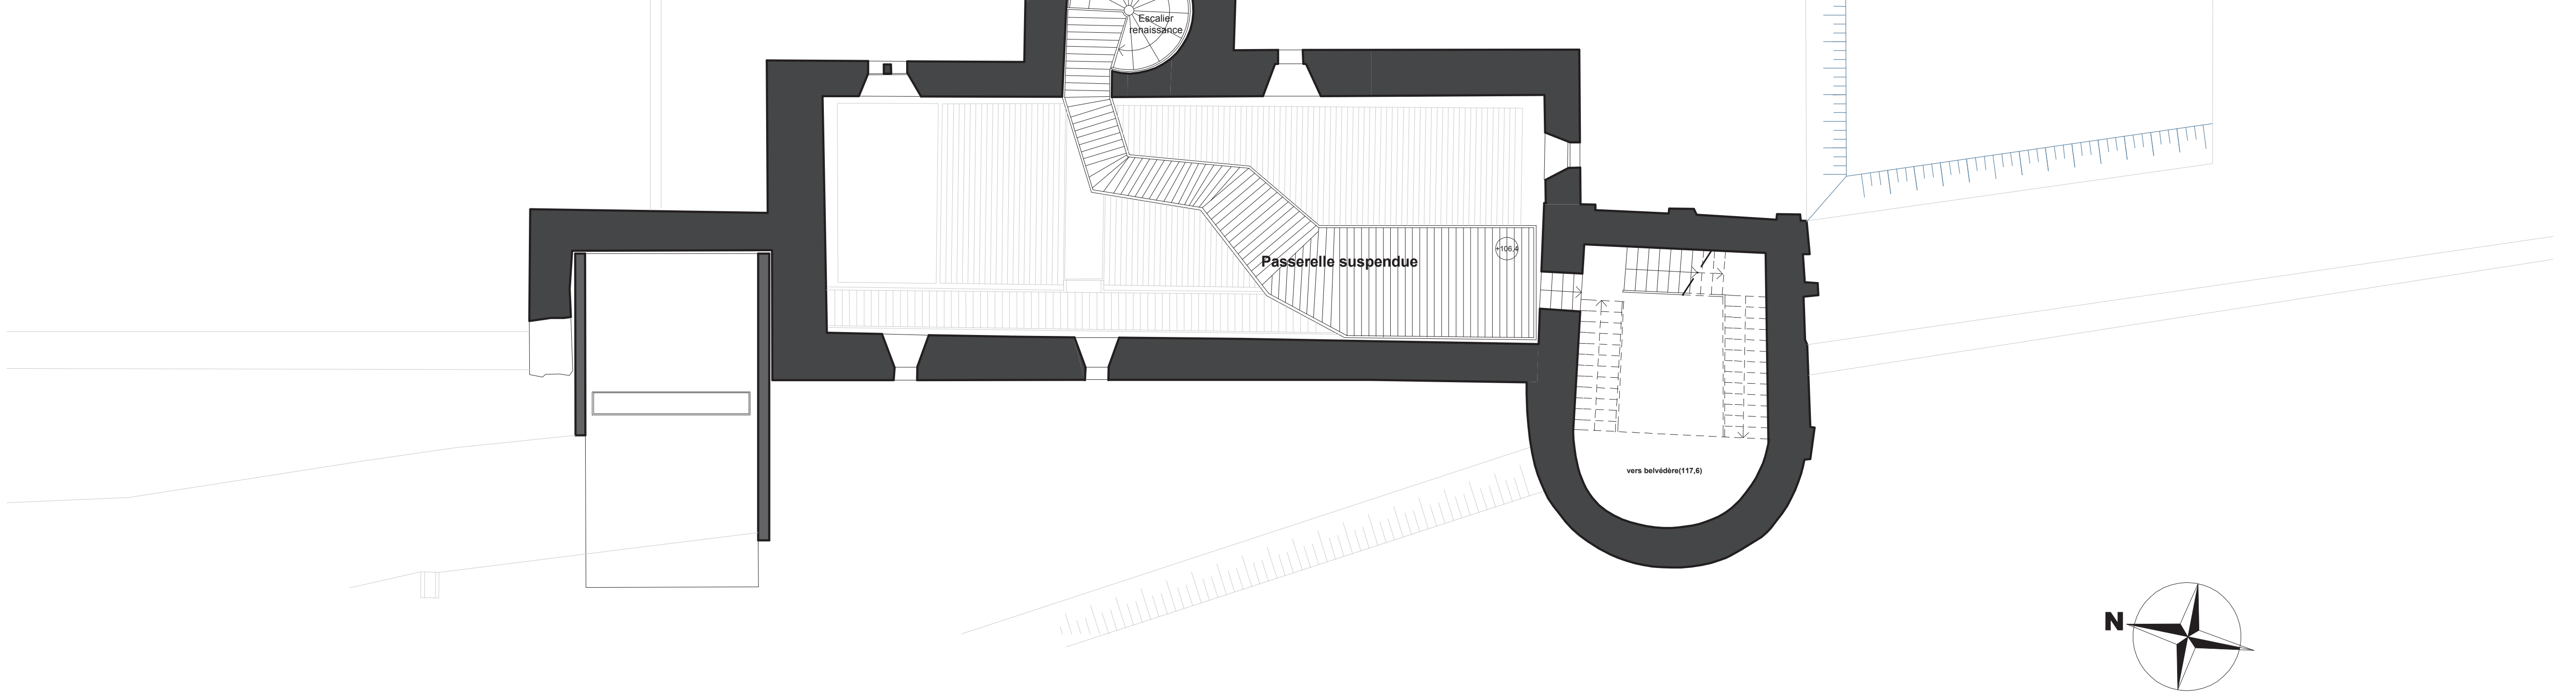 Escalier
renaissance
+106,4
Passerelle suspendue
vers belvédère(117,6)
N